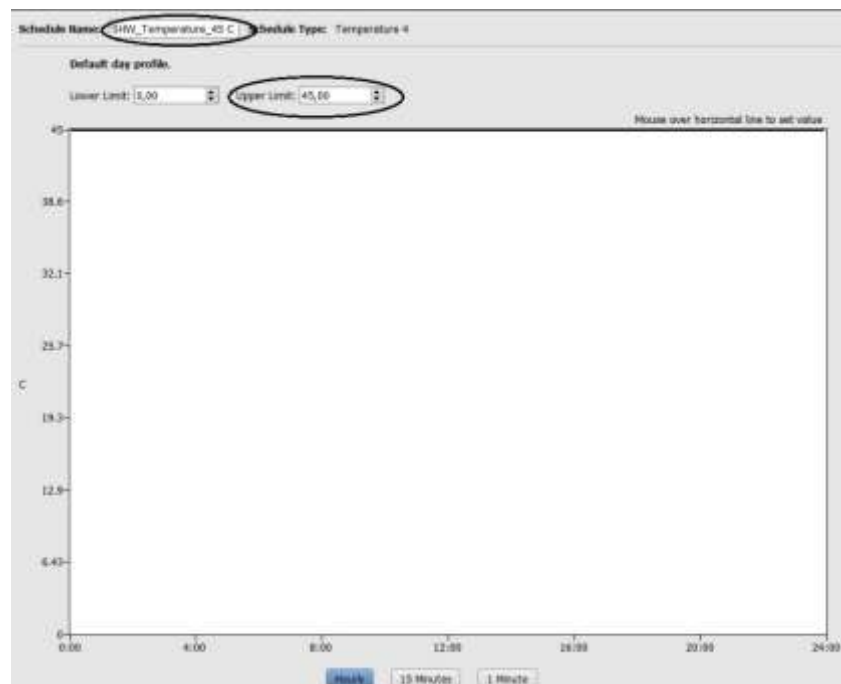 Schedule Name: SHW_Temperature_45 C Schedule Type: Temperature 4
Default day profile.
Lower Limit: 0,00 Upper Limit: 45,00
Mouse over horizontal line to set value
45
38.6
32.1
25.7
C
19.3
12.9
6.43
0
0:00 4:00 8:00 12:00 16:00 20:00 24:00
Hourly 15 Minutes 1 Minute